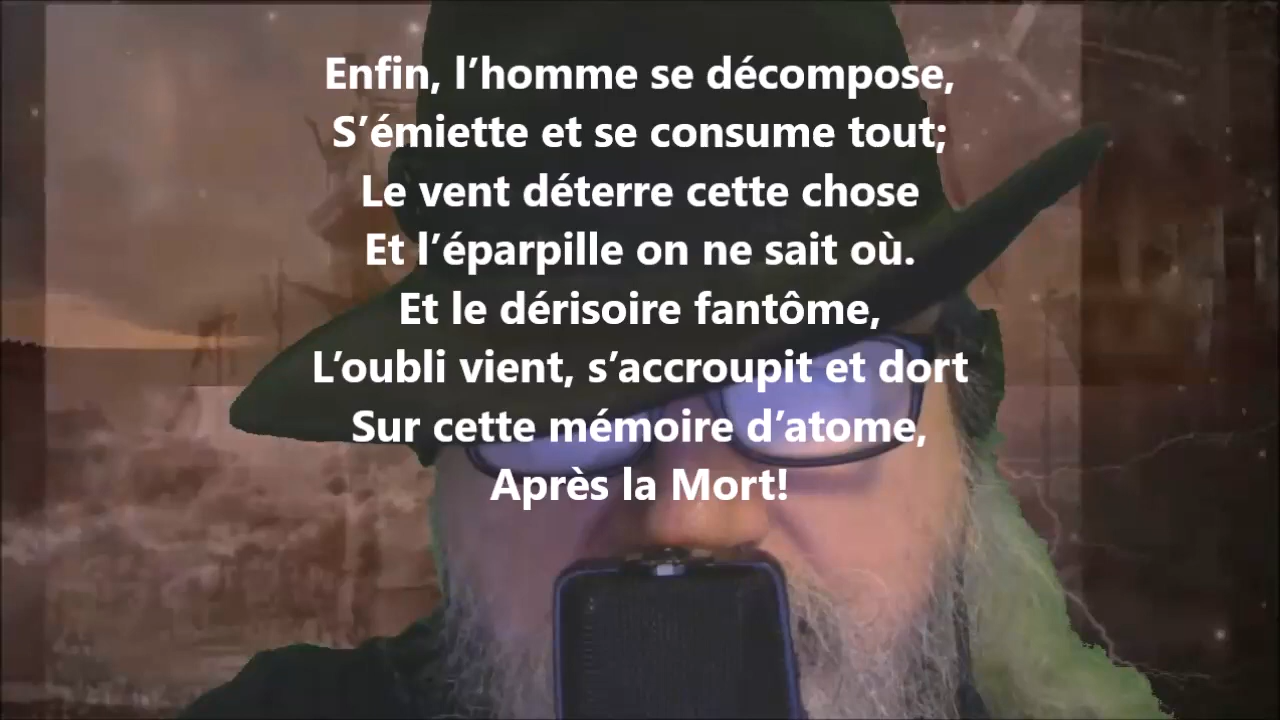 Enfin, l’homme se décompose,
S’émiette et se consume tout;
Le vent déterre cette chose
Et l’éparpille on ne sait où.
Et le dérisoire fantôme,
L’oubli vient, s’accroupit et dort
Sur cette mémoire d’atome,
Après la Mort!